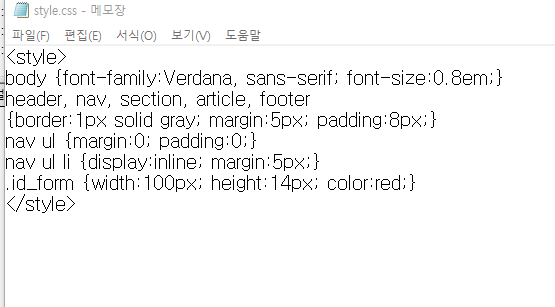 style.css - 메모장
파일(F) 편집(E) 서식(O) 보기(V) 도움말
<style>
body {font-family:Verdana, sans-serif; font-size:0.8em;}
header, nav, section, article, footer
{border:1px solid gray; margin:5px; padding:8px;}
nav ul {margin:0; padding:0;}
nav ul li {display:inline; margin:5px;}
.id_form {width:100px; height:14px; color:red;}
</style>